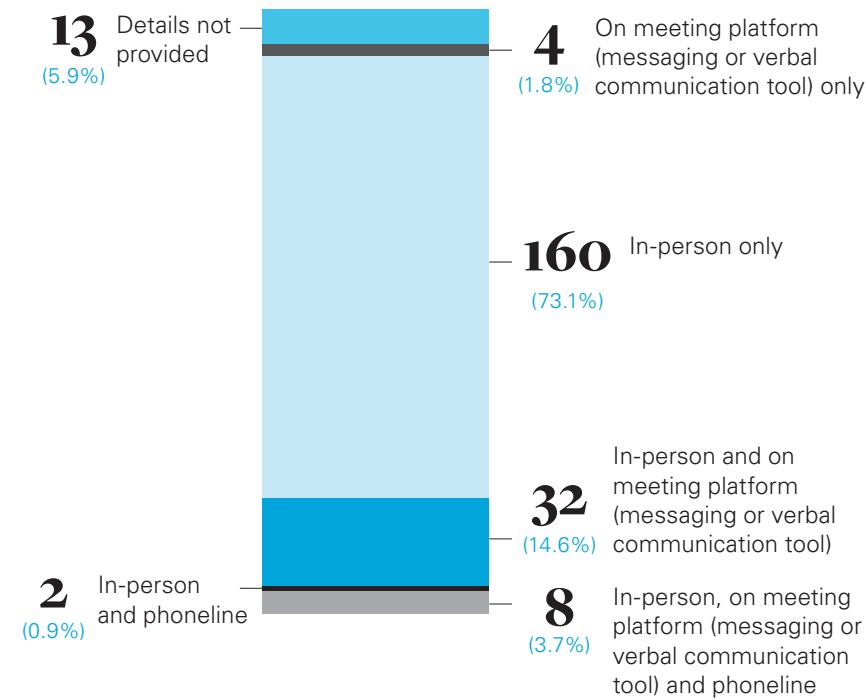 13
(5.9%)
Details not
provided
4
(1.8%)
On meeting platform
(messaging or verbal
communication tool) only
160
(73.1%)
In-person only
32
(14.6%)
In-person and on
meeting platform
(messaging or verbal
communication tool)
2
(0.9%)
In-person
and phoneline
8
(3.7%)
In-person, on meeting
platform (messaging or
verbal communication
tool) and phoneline